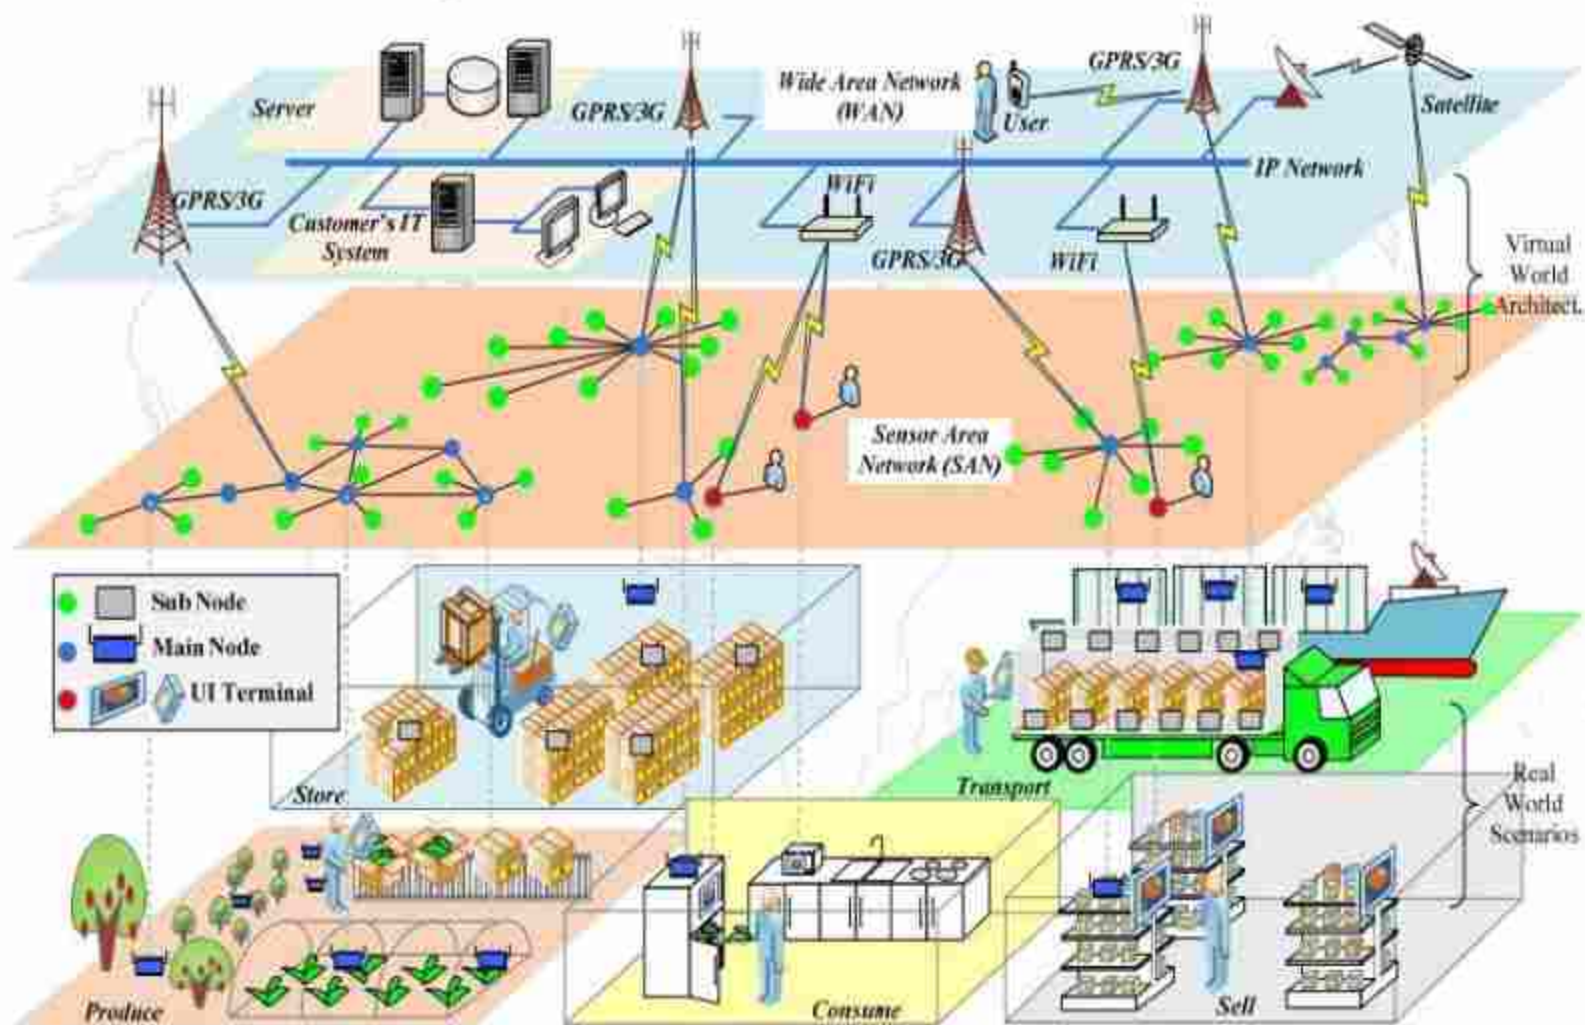 GPRS/3G
Server
GPRS/3G
Wide Area Network
(WAN)
User
Satellite
IP Network
GPRS/3G
WiFi
Customer's IT
System
GPRS/3G
WiFi
Virtual
World
Architect.
Sensor Area
Network (SAN)
Sub Node
Main Node
UI Terminal
Store
Transport
Real
World
Scenarios
Produce
Consume
Sell